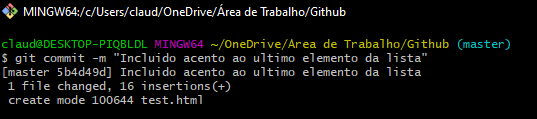 MINGW64:/c/Users/claud/OneDrive/Área de Trabalho/Github
claud@DESKTOP-PIQBLDL MINGW64 ~/OneDrive/Área de Trabalho/Github (master)
$ git commit -m "Incluido acento ao ultimo elemento da lista"
[master 5b4d49d] Incluido acento ao ultimo elemento da lista
1 file changed, 16 insertions(+)
create mode 100644 test.html